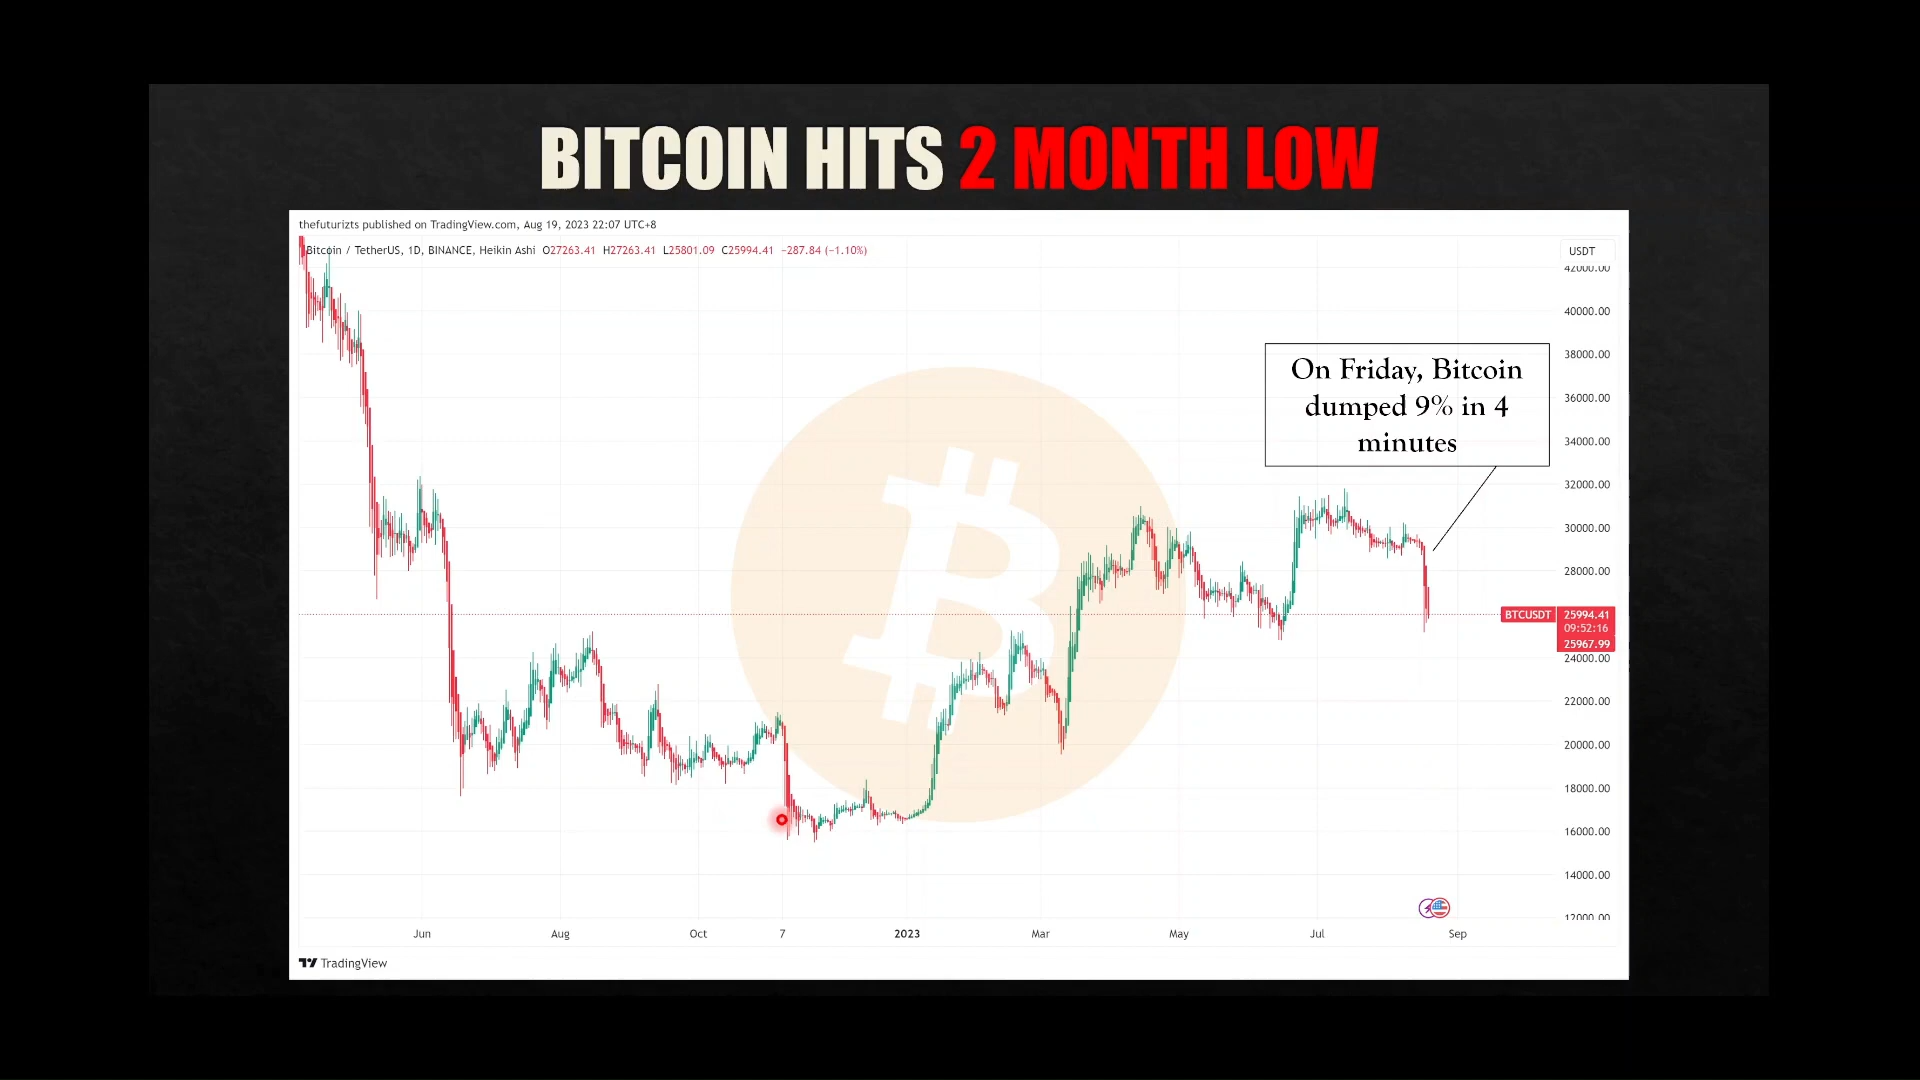 BITCOIN HITS 2 MONTH LOW
thefuturizts published on TradingView.com, Aug 19, 2023 22:07 UTC+8
Bitcoin / TetherUS, 1D, BINANCE, Heikin Ashi O27263.41 H27263.41 L25801.09 C25994.41 −287.84 (−1.10%)
USDT
42000.00
40000.00
38000.00
On Friday, Bitcoin
dumped 9% in 4
minutes
36000.00
34000.00
32000.00
30000.00
28000.00
BTCUSDT 25994.41
09:52:16
25967.99
24000.00
22000.00
20000.00
18000.00
16000.00
14000.00
12000.00
Jun Aug Oct 7 2023 Mar May Jul Sep
TradingView